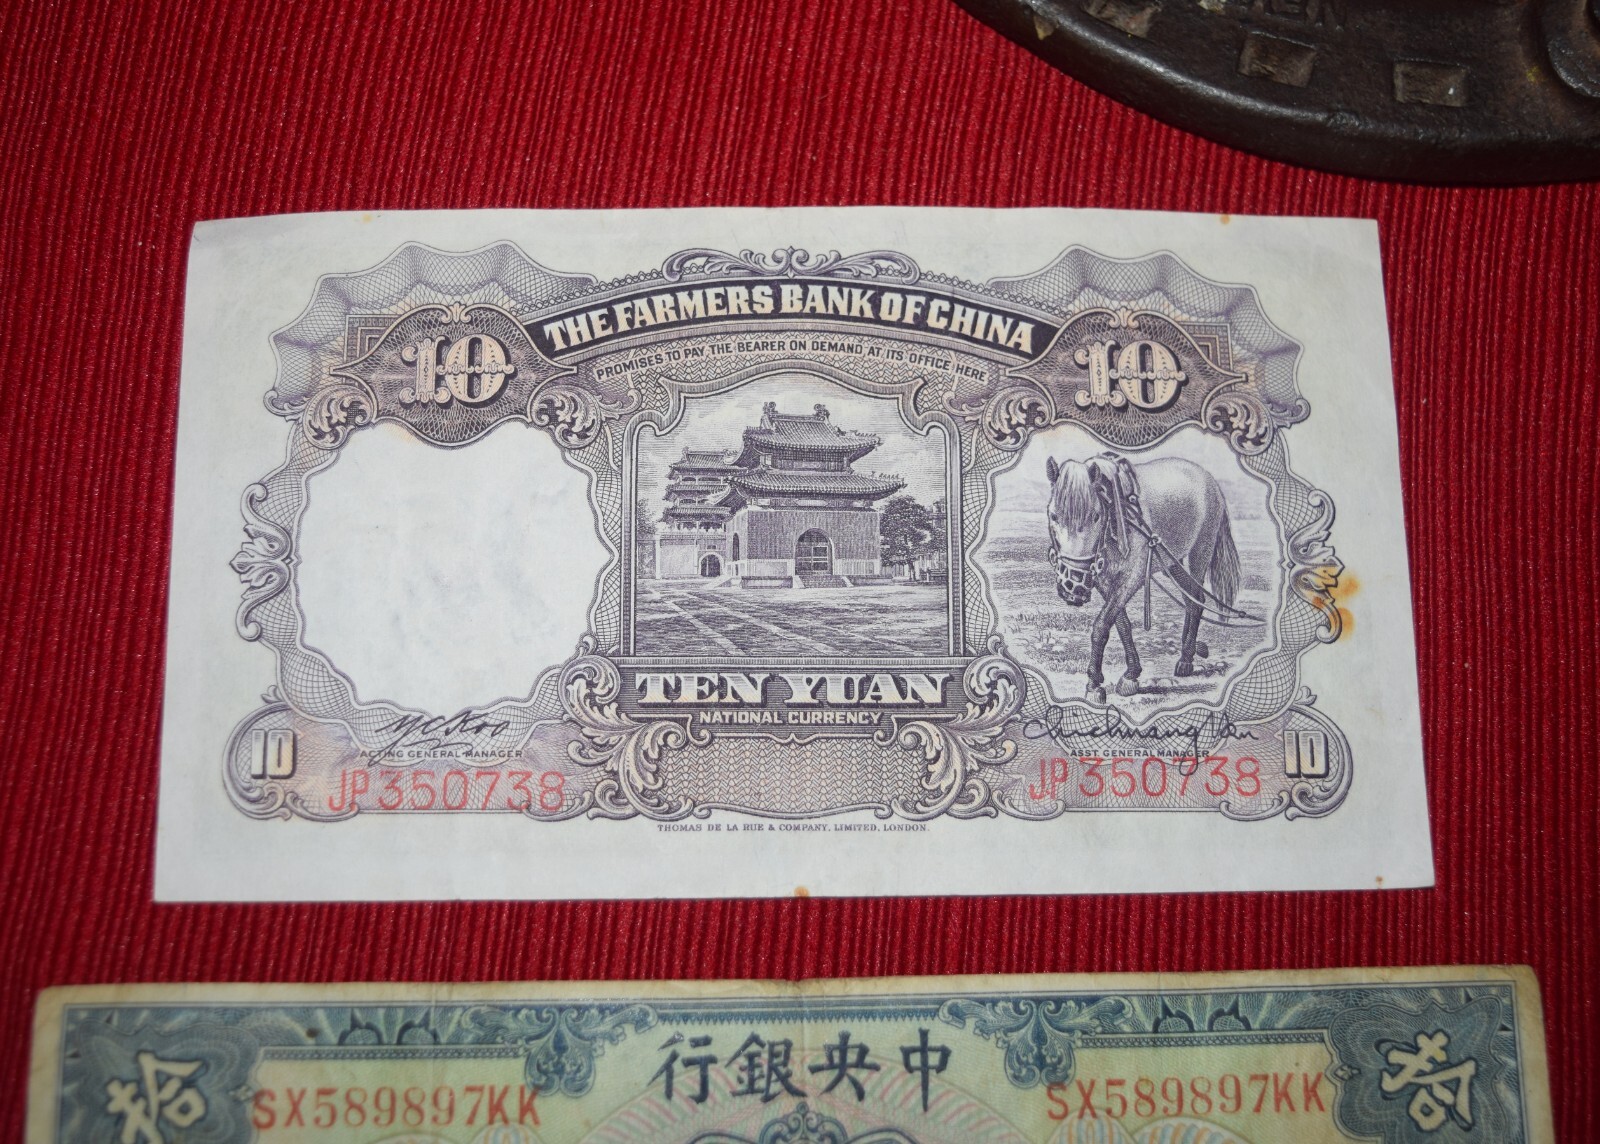 THE FARMERS BANK OF CHINA
PROMISES TO PAY THE BEARER ON DEMAND AT ITS OFFICE HERE
10 10
TEN YUAN
NATIONAL CURRENCY
ACTING GENERAL MANAGER
ASST GENERAL MANAGER
10 JP350738 JP350738 10
THOMAS DE LA RUE & COMPANY, LIMITED, LONDON.
行銀央中
拾 SX589897KK SX589897KK 拾